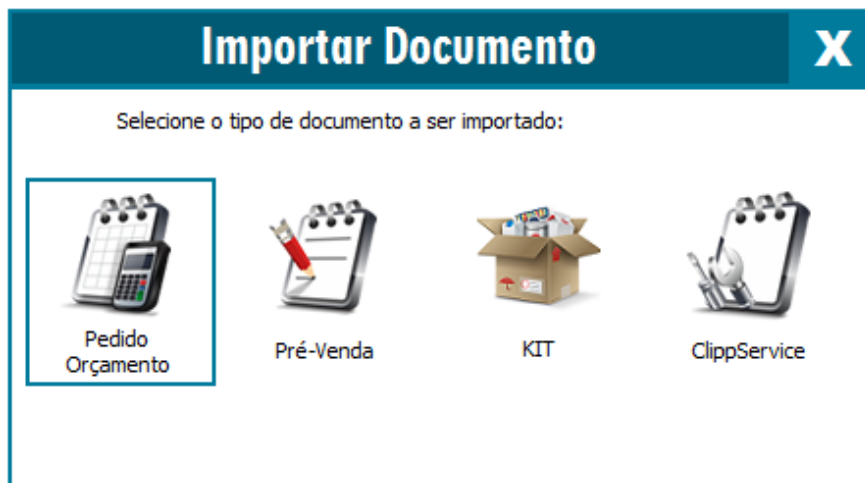 Importar Documento
X
Selecione o tipo de documento a ser importado:
Pedido
Orçamento
Pré-Venda
KIT
ClippService